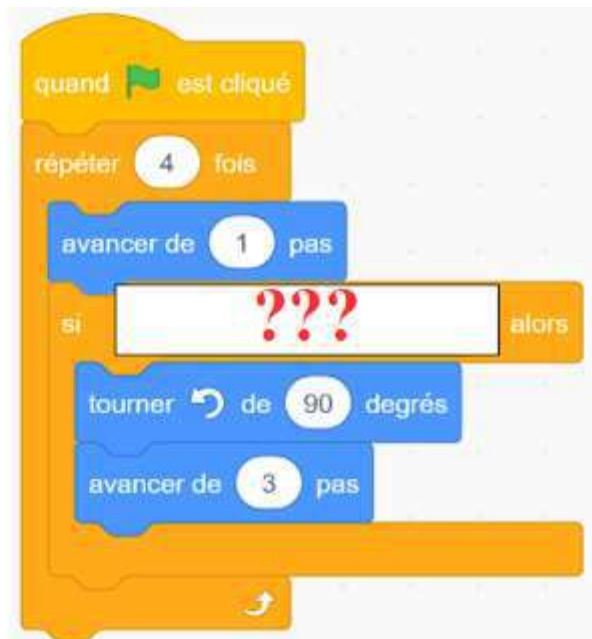 quand est cliqué
répéter 4 fois
avancer de 1 pas
si ??? alors
tourner de 90 degrés
avancer de 3 pas